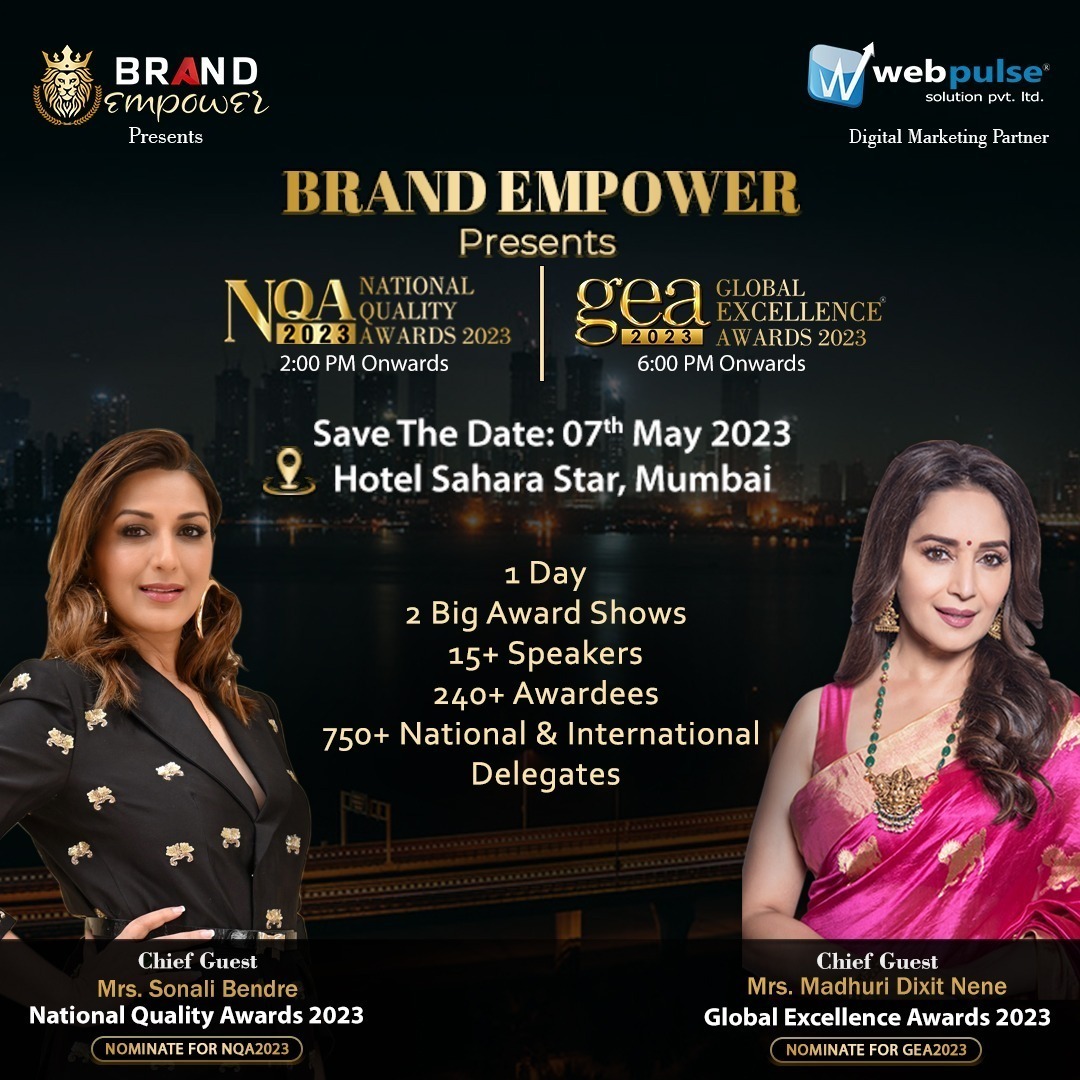 BRAND
empower
Presents
webpulse®
solution pvt. ltd.
Digital Marketing Partner
BRAND EMPOWER
Presents
NQA
2023
NATIONAL
QUALITY
AWARDS 2023
2:00 PM Onwards
gea
2023
GLOBAL
EXCELLENCE®
AWARDS 2023
6:00 PM Onwards
Save The Date: 07th May 2023
Hotel Sahara Star, Mumbai
1 Day
2 Big Award Shows
15+ Speakers
240+ Awardees
750+ National & International
Delegates
Chief Guest
Mrs. Sonali Bendre
National Quality Awards 2023
NOMINATE FOR NQA2023
Chief Guest
Mrs. Madhuri Dixit Nene
Global Excellence Awards 2023
NOMINATE FOR GEA2023